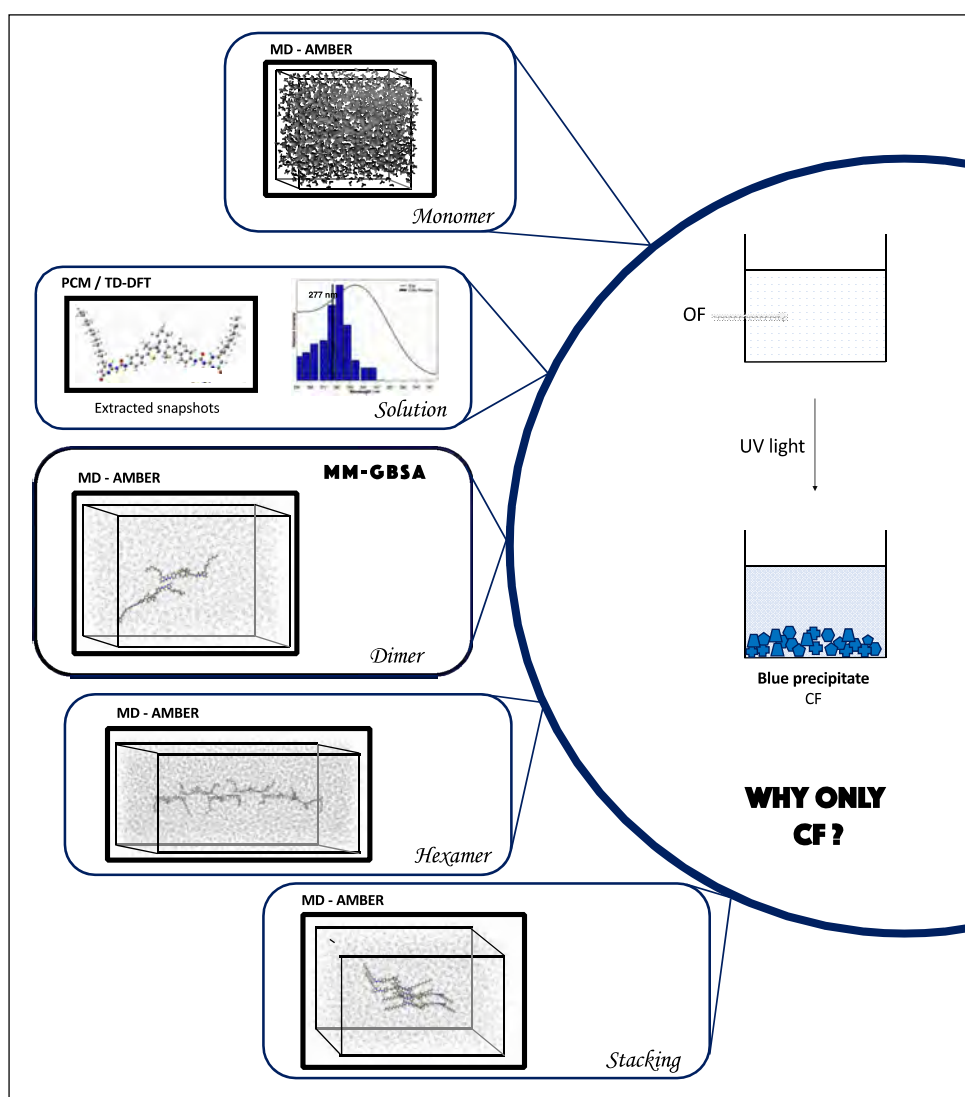 MD - AMBER
Monomer
PCM / TD-DFT
277 nm
Extracted snapshots
Solution
MM-GBSA
MD - AMBER
Dimer
MD - AMBER
Hexamer
MD - AMBER
Stacking
OF
UV light
Blue precipitate
CF
WHY ONLY
CF ?